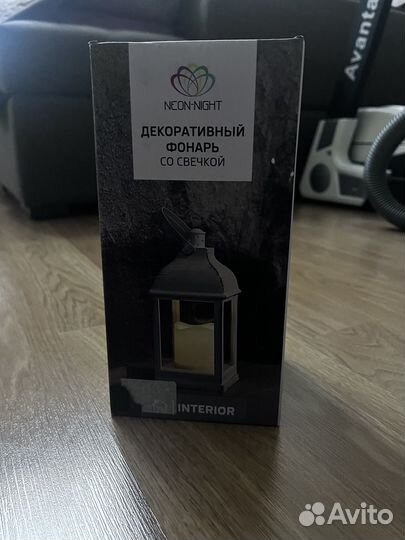 NEON-NIGHT
ДЕКОРАТИВНЫЙ
ФОНАРЬ
СО СВЕЧКОЙ
INTERIOR
Avanta
Avito